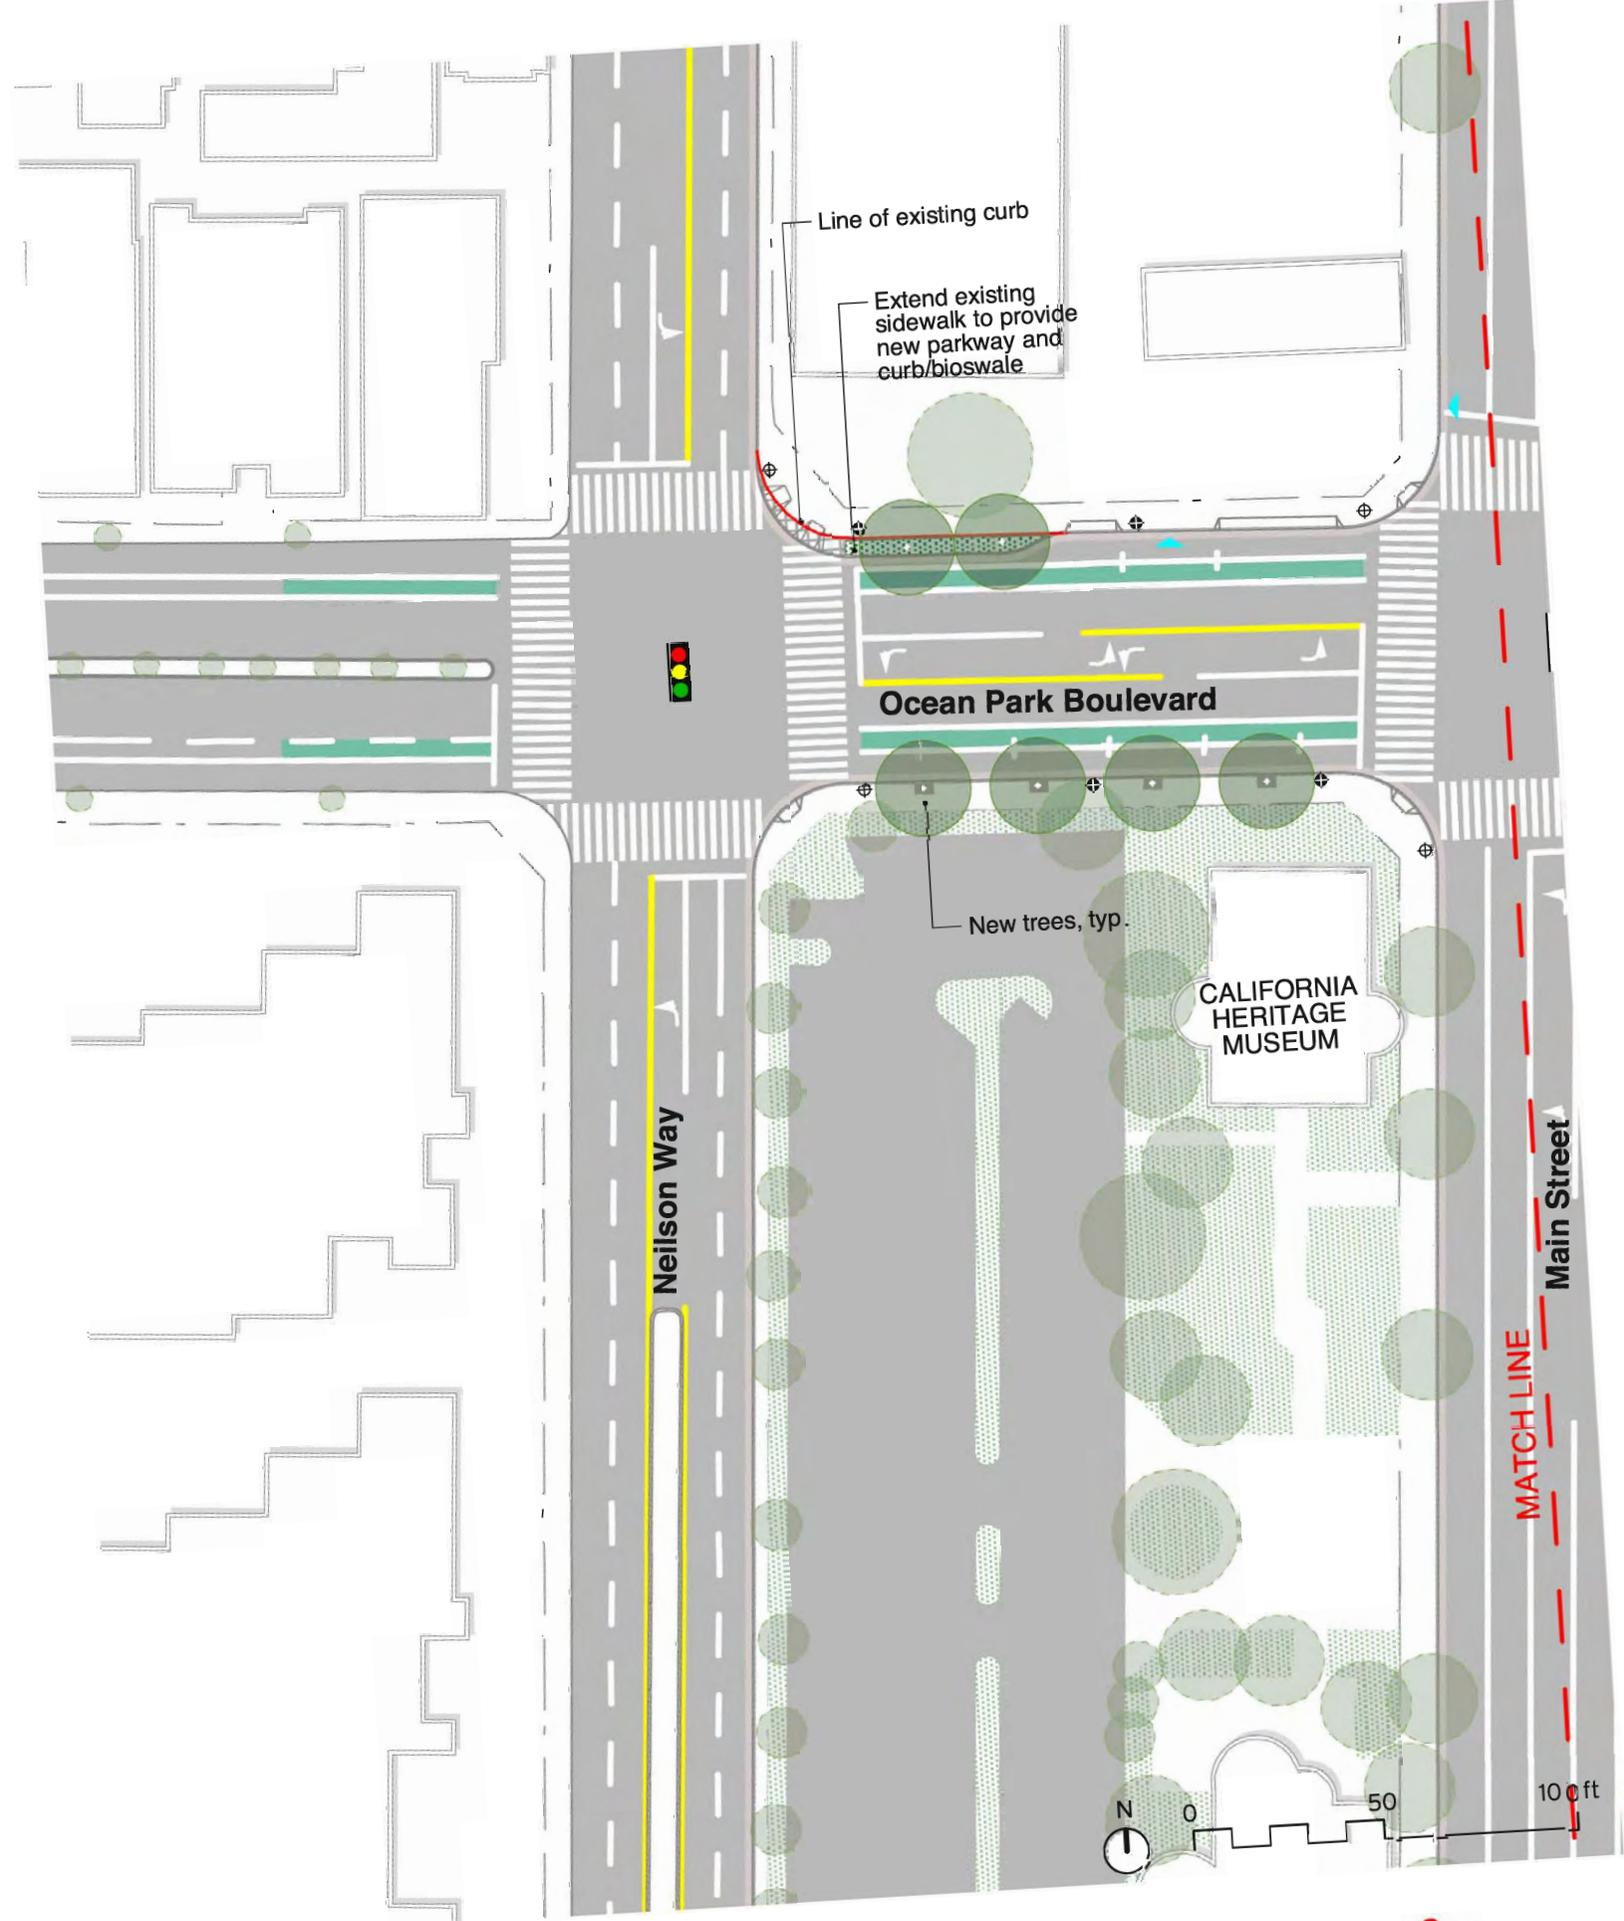 Line of existing curb
Extend existing
sidewalk to provide
new parkway and
curb/bioswale
Ocean Park Boulevard
New trees, typ.
CALIFORNIA
HERITAGE
MUSEUM
Neilson Way
Main Street
MATCH LINE
N
0
50
100 ft